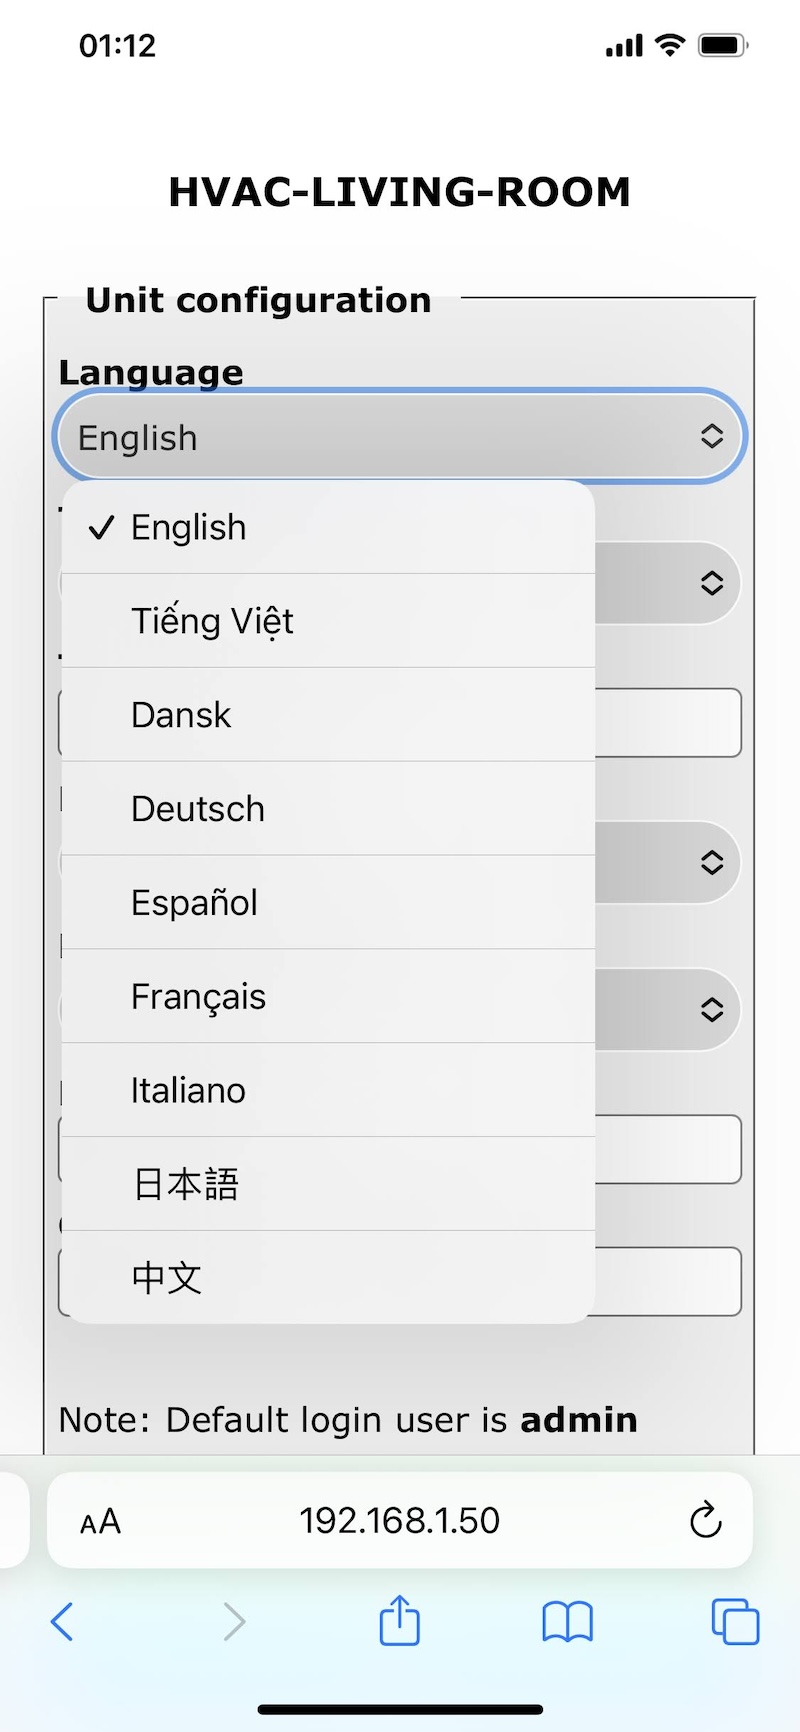 01:12
HVAC-LIVING-ROOM
Unit configuration
Language
English
✓ English
Tiếng Việt
Dansk
Deutsch
Español
Français
Italiano
日本語
中文
Note: Default login user is admin
AA
192.168.1.50